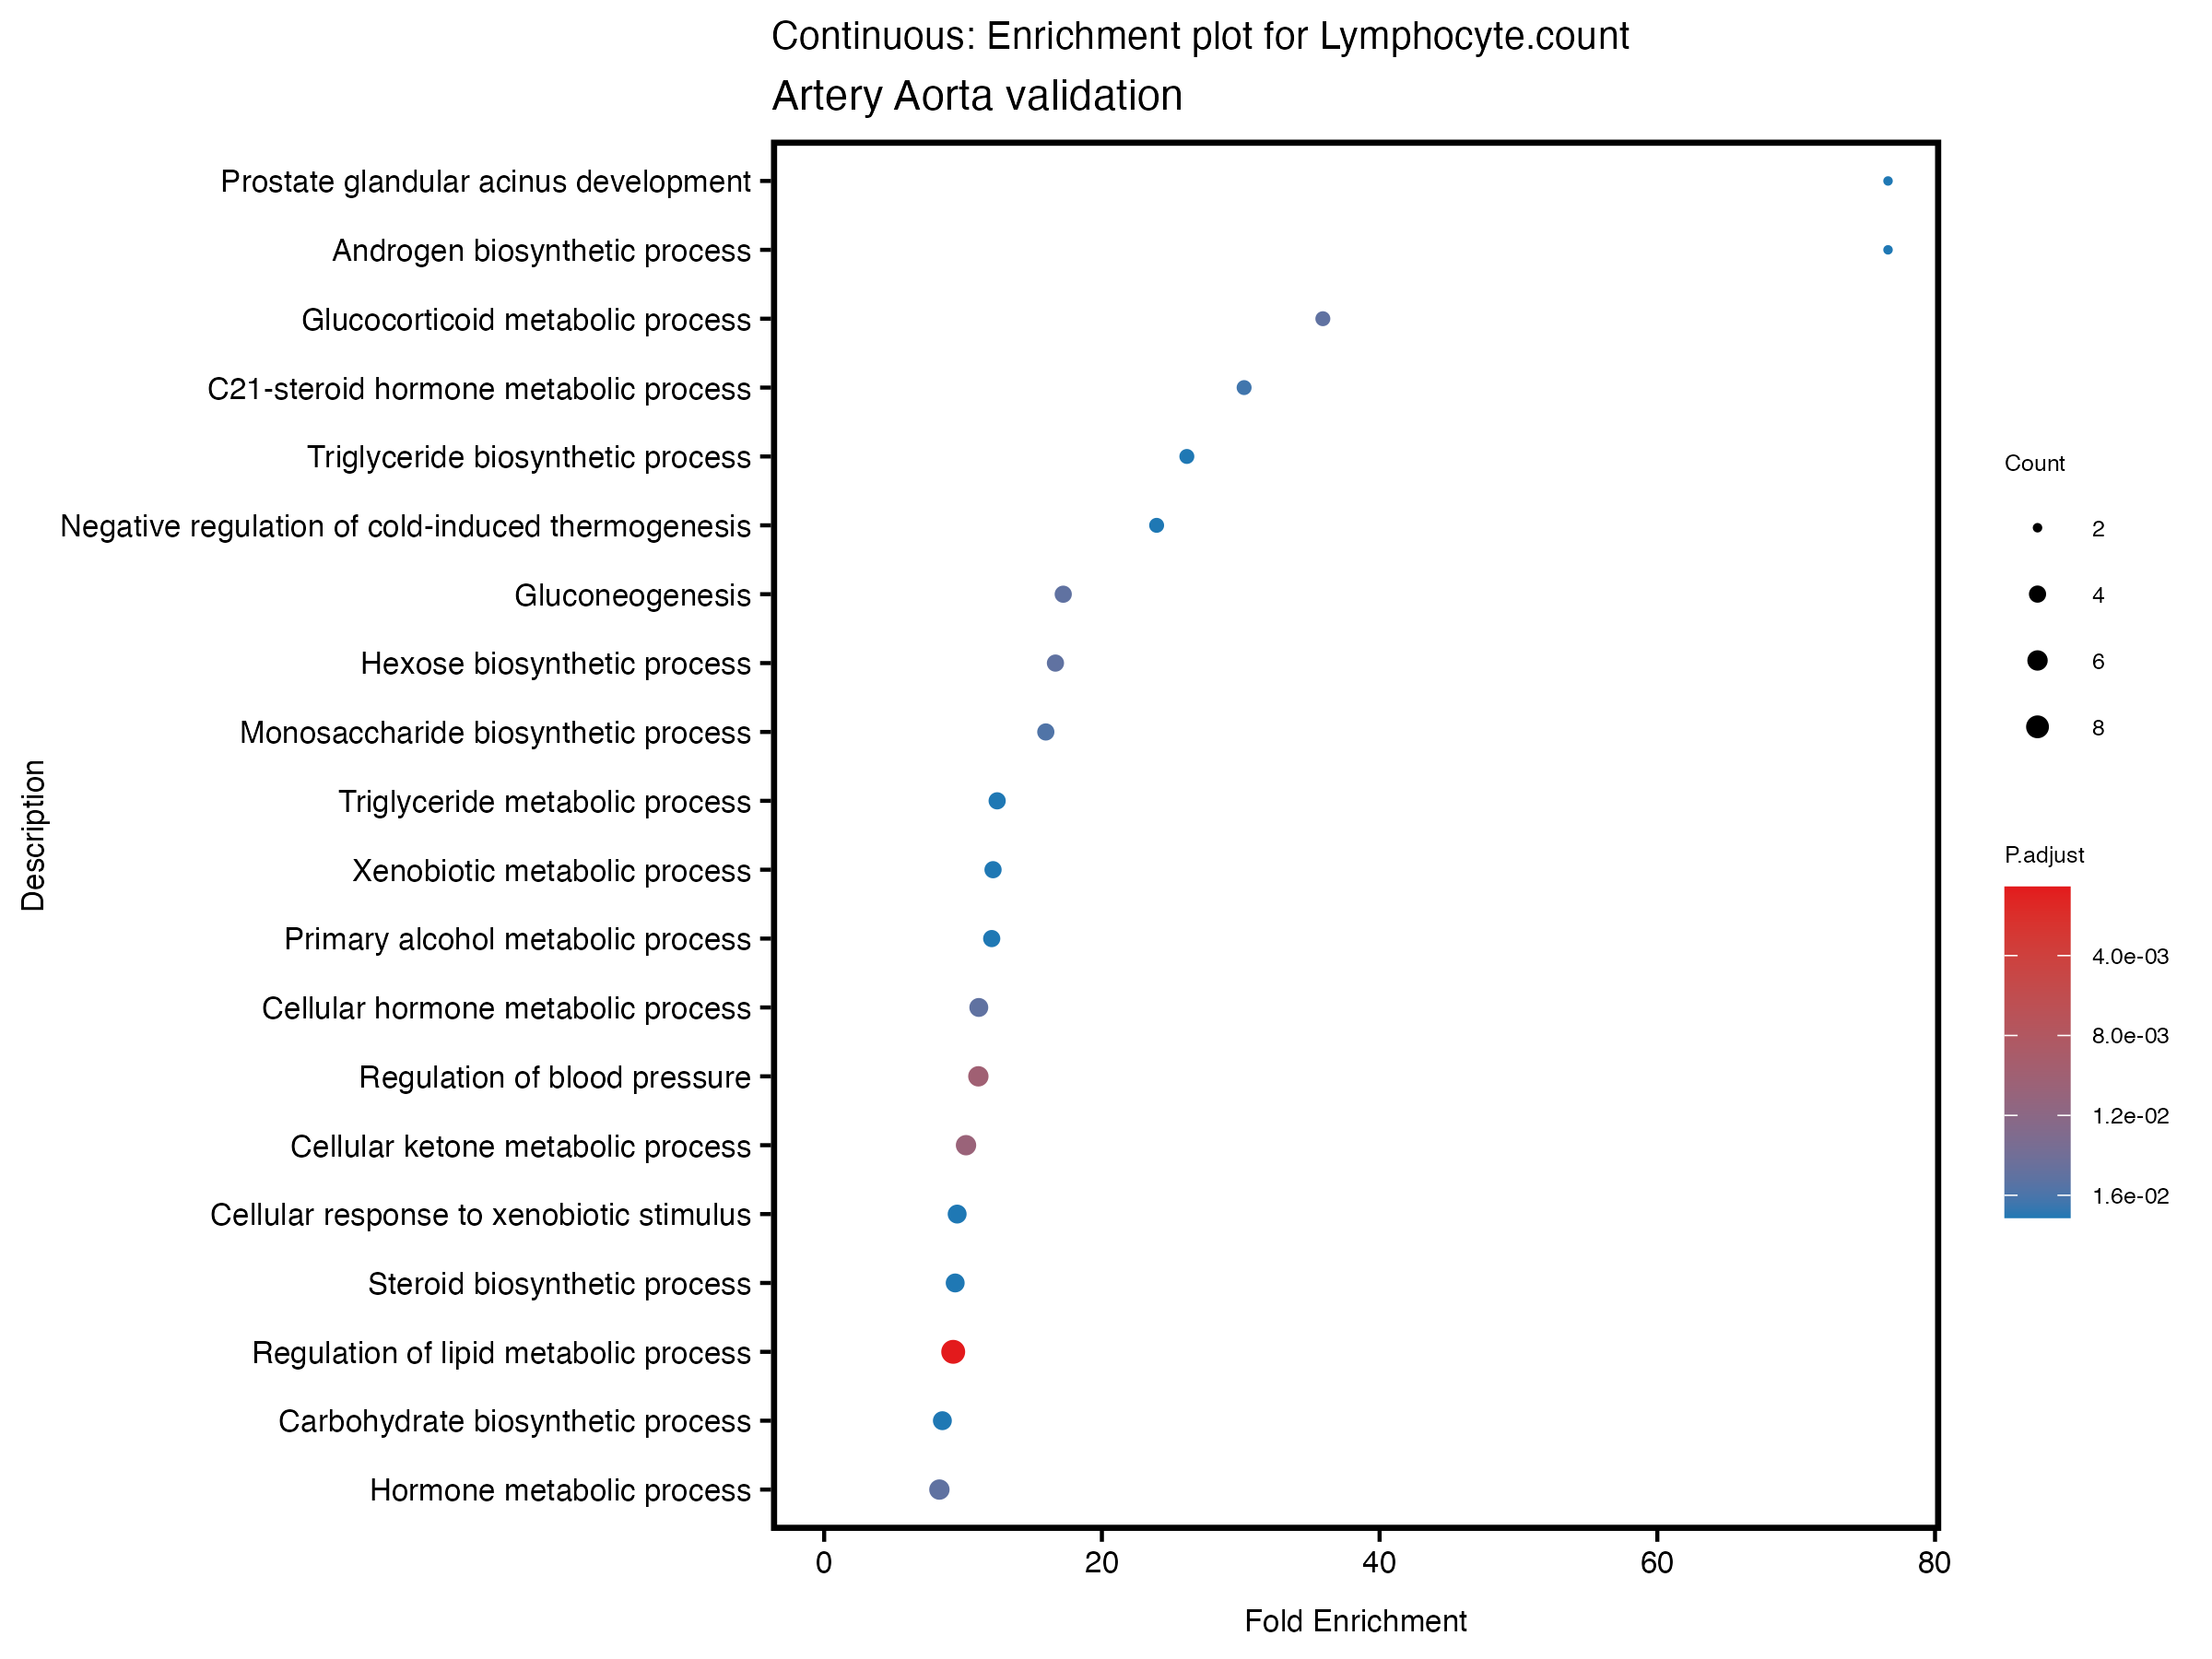 Continuous: Enrichment plot for Lymphocyte.count
Artery Aorta validation
Description
Prostate glandular acinus development
Androgen biosynthetic process
Glucocorticoid metabolic process
C21-steroid hormone metabolic process
Triglyceride biosynthetic process
Negative regulation of cold-induced thermogenesis
Gluconeogenesis
Hexose biosynthetic process
Monosaccharide biosynthetic process
Triglyceride metabolic process
Xenobiotic metabolic process
Primary alcohol metabolic process
Cellular hormone metabolic process
Regulation of blood pressure
Cellular ketone metabolic process
Cellular response to xenobiotic stimulus
Steroid biosynthetic process
Regulation of lipid metabolic process
Carbohydrate biosynthetic process
Hormone metabolic process
0 20 40 60 80
Fold Enrichment
Count
2
4
6
8
P.adjust
4.0e-03
8.0e-03
1.2e-02
1.6e-02